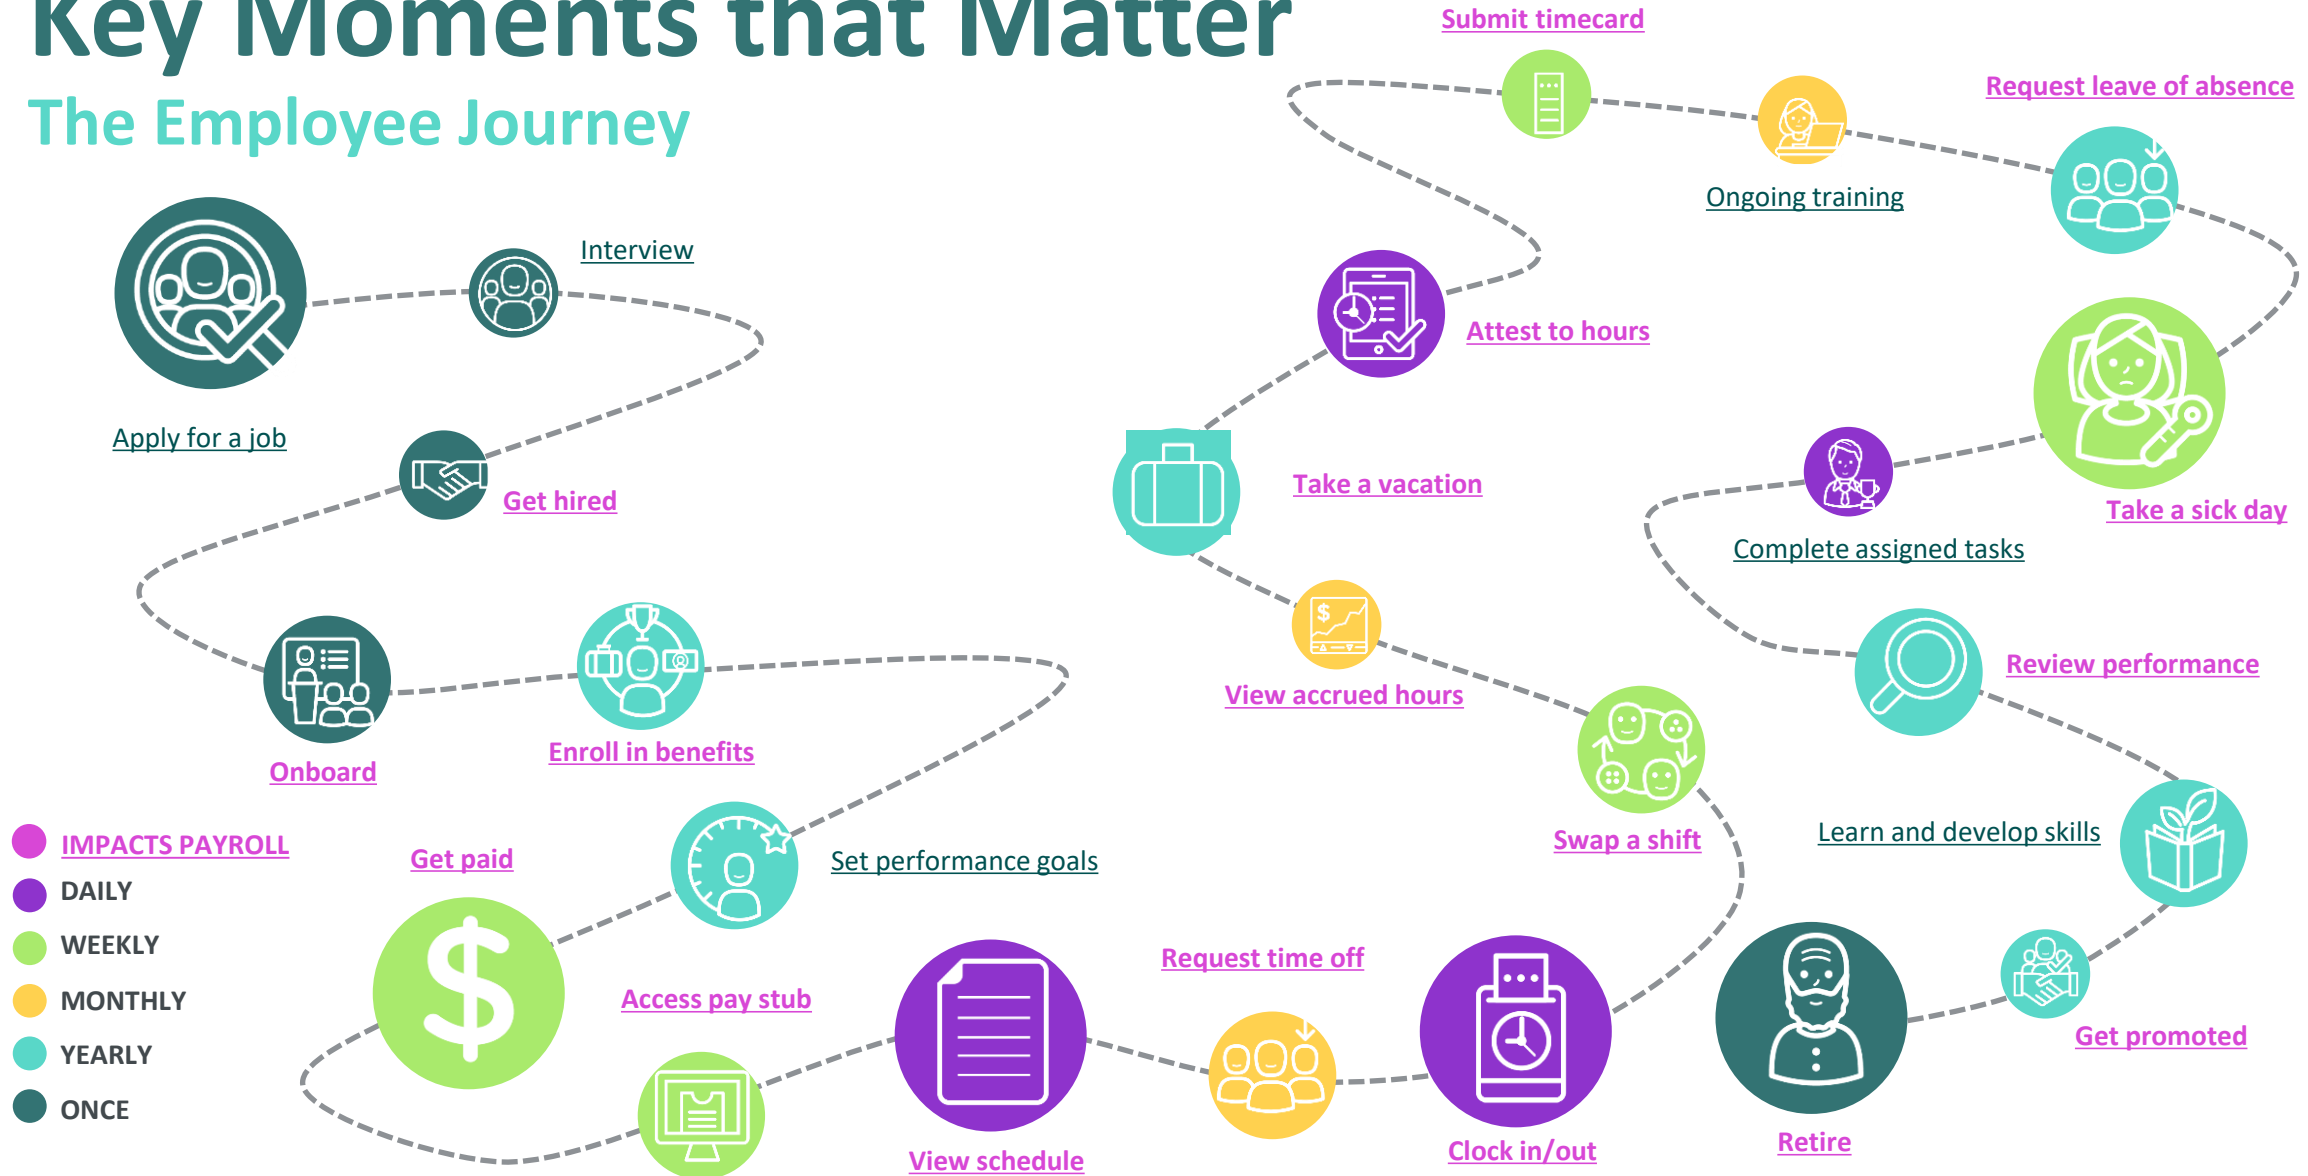 Key Moments that Matter
The Employee Journey
Apply for a job
Interview
Get hired
Onboard
Enroll in benefits
Set performance goals
Get paid
Access pay stub
View schedule
Request time off
Clock in/out
Swap a shift
View accrued hours
Take a vacation
Attest to hours
Submit timecard
Ongoing training
Request leave of absence
Take a sick day
Complete assigned tasks
Review performance
Learn and develop skills
Get promoted
Retire
IMPACTS PAYROLL
DAILY
WEEKLY
MONTHLY
YEARLY
ONCE